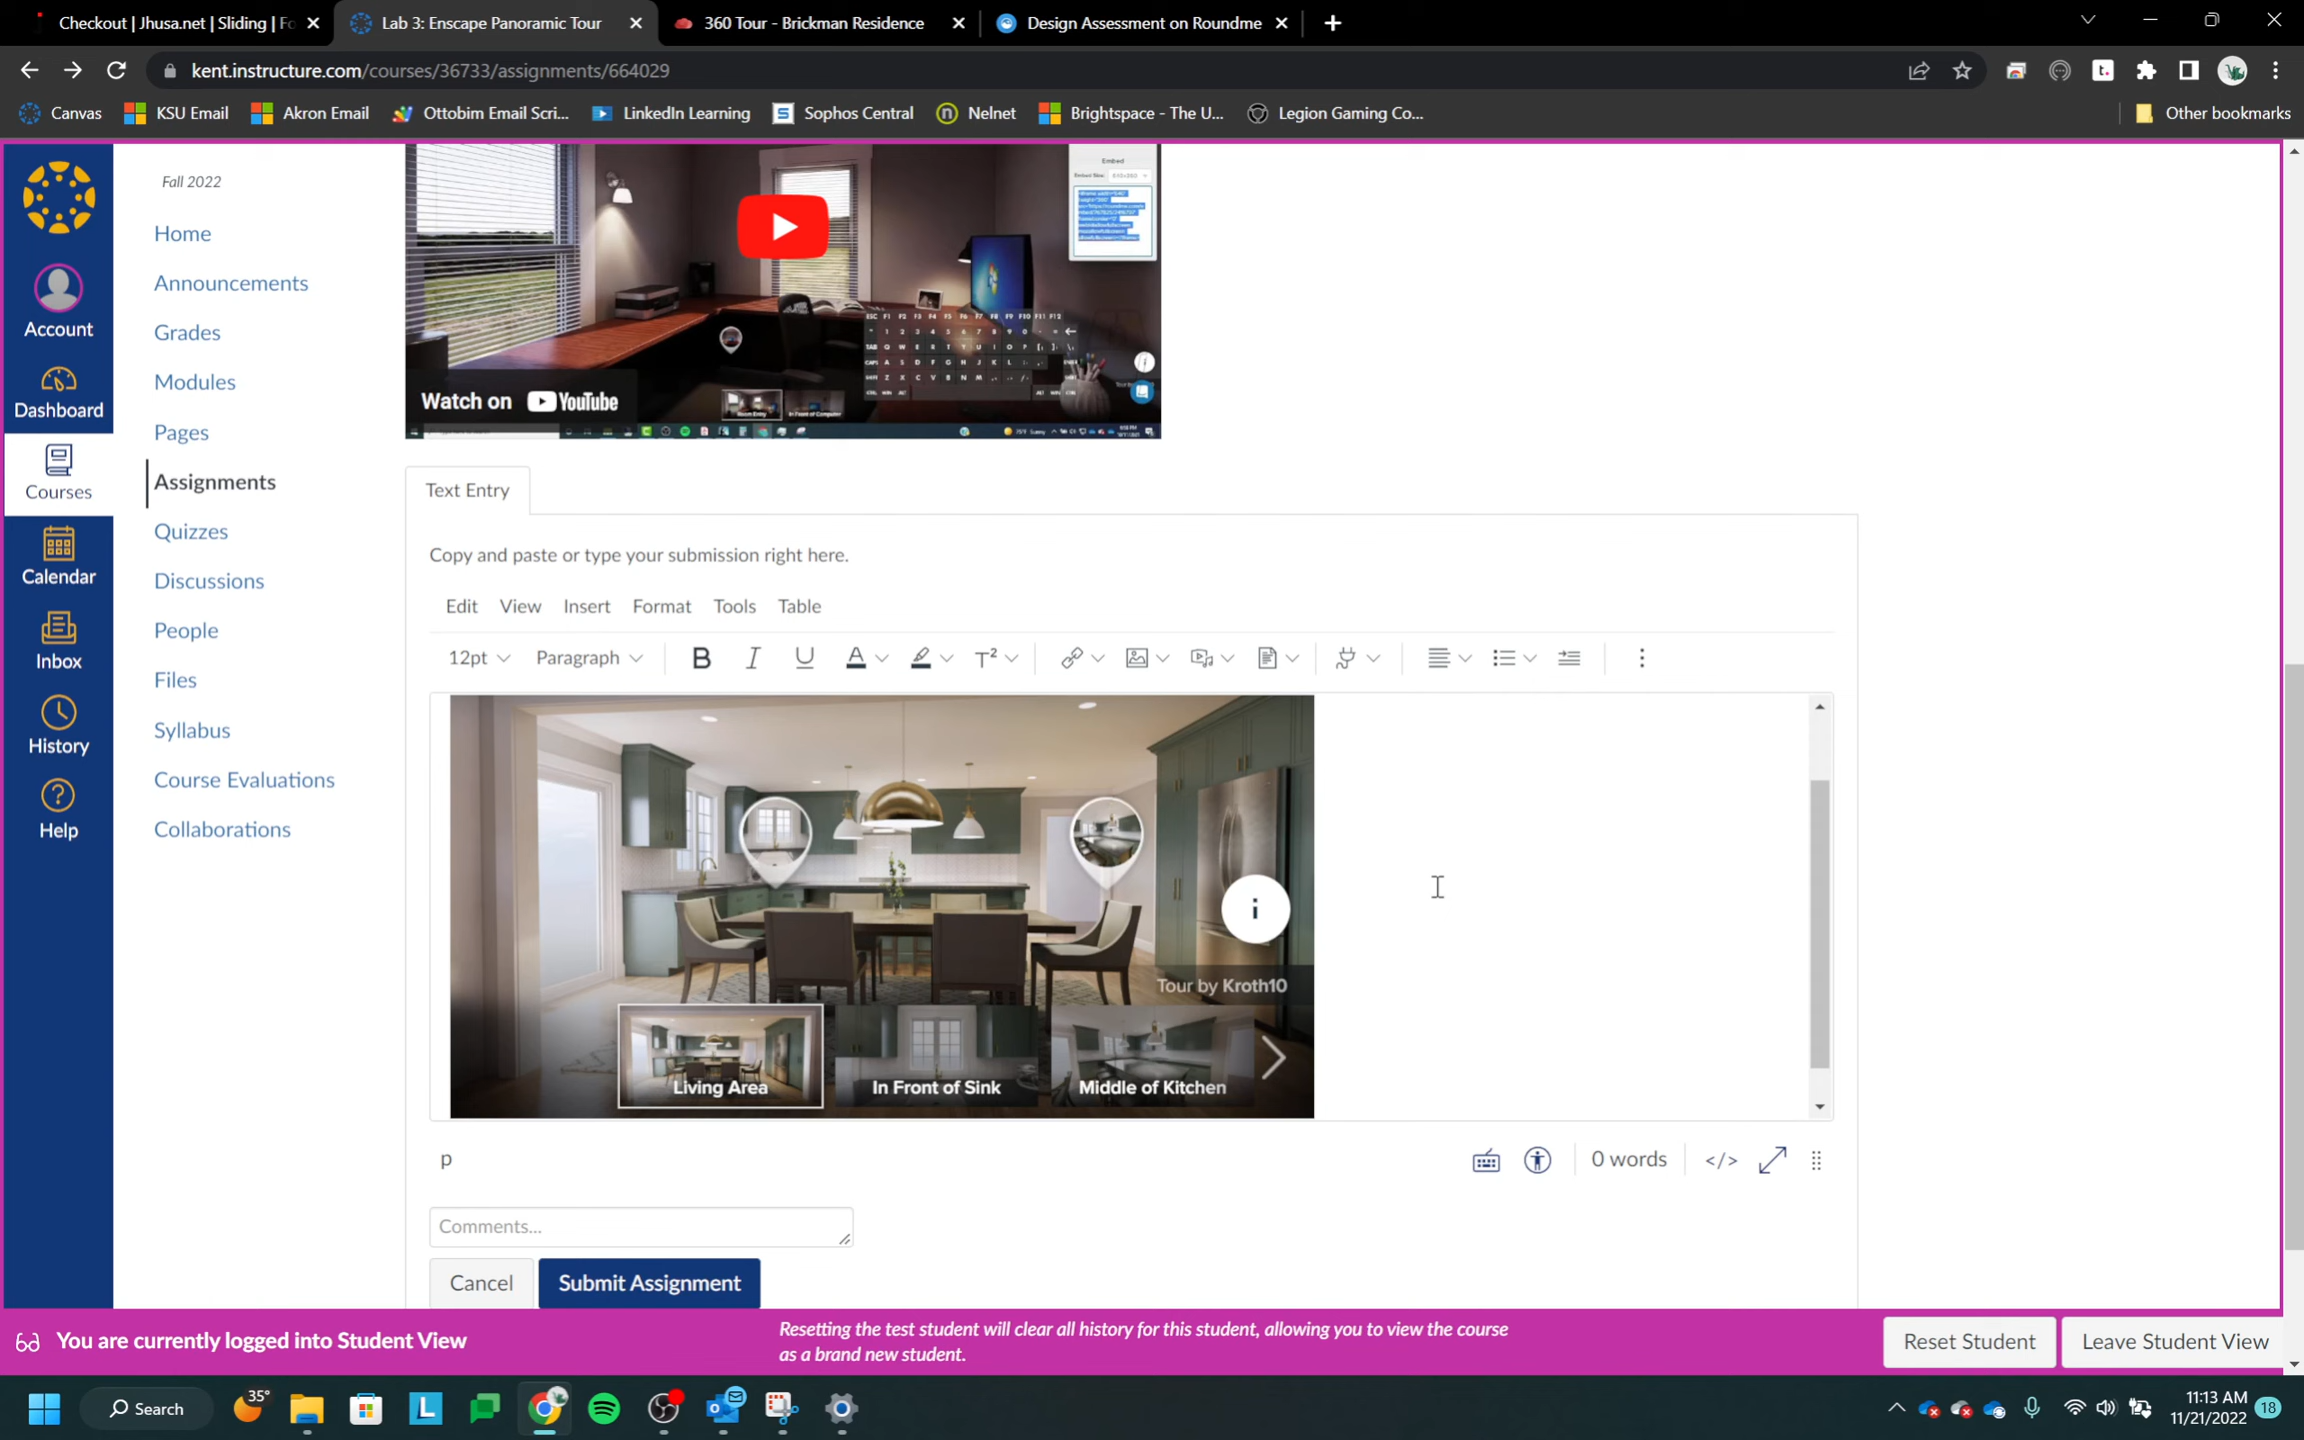 Checkout | Jhusa.net | Sliding | Fo
Lab 3: Enscape Panoramic Tour
360 Tour - Brickman Residence
Design Assessment on Roundme
kent.instructure.com/courses/36733/assignments/664029
Canvas
KSU Email
Akron Email
Ottobim Email Scri...
LinkedIn Learning
Sophos Central
Nelnet
Brightspace - The U...
Legion Gaming Co...
Other bookmarks
Account
Dashboard
Courses
Calendar
Inbox
History
Help
Fall 2022
Home
Announcements
Grades
Modules
Pages
Assignments
Quizzes
Discussions
People
Files
Syllabus
Course Evaluations
Collaborations
Embed
Watch on YouTube
Text Entry
Copy and paste or type your submission right here.
Edit View Insert Format Tools Table
12pt Paragraph
Tour by Kroth10
Living Area
In Front of Sink
Middle of Kitchen
p
0 words
</>
Comments...
Cancel
Submit Assignment
You are currently logged into Student View
Resetting the test student will clear all history for this student, allowing you to view the course
as a brand new student.
Reset Student
Leave Student View
35°
Search
11:13 AM
11/21/2022
18